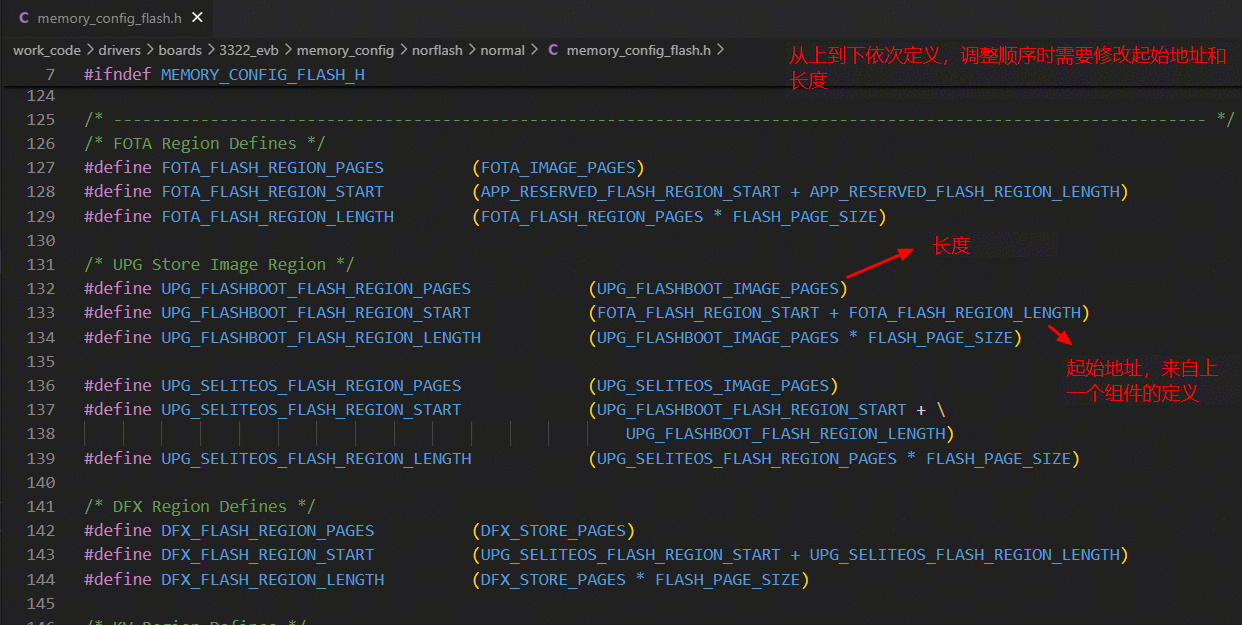 C memory_config_flash.h ×
work_code > drivers > boards > 3322_evb > memory_config > norflash > normal > C memory_config_flash.h >
从上到下依次定义，调整顺序时需要修改起始地址和
长度
7 #ifndef MEMORY_CONFIG_FLASH_H
124
125 /* ----------------------------------------------------------------------------------------------------------------- */
126 /* FOTA Region Defines */
127 #define FOTA_FLASH_REGION_PAGES (FOTA_IMAGE_PAGES)
128 #define FOTA_FLASH_REGION_START (APP_RESERVED_FLASH_REGION_START + APP_RESERVED_FLASH_REGION_LENGTH)
129 #define FOTA_FLASH_REGION_LENGTH (FOTA_FLASH_REGION_PAGES * FLASH_PAGE_SIZE)
130
长度
131 /* UPG Store Image Region */
132 #define UPG_FLASHBOOT_FLASH_REGION_PAGES (UPG_FLASHBOOT_IMAGE_PAGES)
133 #define UPG_FLASHBOOT_FLASH_REGION_START (FOTA_FLASH_REGION_START + FOTA_FLASH_REGION_LENGTH)
134 #define UPG_FLASHBOOT_FLASH_REGION_LENGTH (UPG_FLASHBOOT_IMAGE_PAGES * FLASH_PAGE_SIZE)
135
起始地址，来自上
一个组件的定义
136 #define UPG_SELITEOS_FLASH_REGION_PAGES (UPG_SELITEOS_IMAGE_PAGES)
137 #define UPG_SELITEOS_FLASH_REGION_START (UPG_FLASHBOOT_FLASH_REGION_START + \
138 UPG_FLASHBOOT_FLASH_REGION_LENGTH)
139 #define UPG_SELITEOS_FLASH_REGION_LENGTH (UPG_SELITEOS_FLASH_REGION_PAGES * FLASH_PAGE_SIZE)
140
141 /* DFX Region Defines */
142 #define DFX_FLASH_REGION_PAGES (DFX_STORE_PAGES)
143 #define DFX_FLASH_REGION_START (UPG_SELITEOS_FLASH_REGION_START + UPG_SELITEOS_FLASH_REGION_LENGTH)
144 #define DFX_FLASH_REGION_LENGTH (DFX_STORE_PAGES * FLASH_PAGE_SIZE)
145
146 /* KV Region Defines */